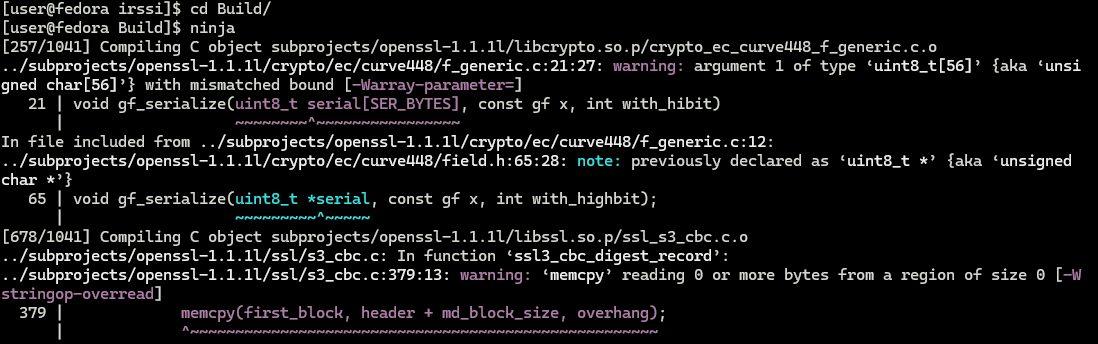 [user@fedora irssi]$ cd Build/
[user@fedora Build]$ ninja
[257/1041] Compiling C object subprojects/openssl-1.1.1l/libcrypto.so.p/crypto_ec_curve448_f_generic.c.o
../subprojects/openssl-1.1.1l/crypto/ec/curve448/f_generic.c:21:27: warning: argument 1 of type ‘uint8_t[56]’ {aka ‘unsi
gned char[56]’} with mismatched bound [-Warray-parameter=]
   21 | void gf_serialize(uint8_t serial[SER_BYTES], const gf x, int with_hibit)
      |                   ~~~~~~~~^~~~~~~~~~~~~~~~~
In file included from ../subprojects/openssl-1.1.1l/crypto/ec/curve448/f_generic.c:12:
../subprojects/openssl-1.1.1l/crypto/ec/curve448/field.h:65:28: note: previously declared as ‘uint8_t *’ {aka ‘unsigned
char *’}
   65 | void gf_serialize(uint8_t *serial, const gf x, int with_highbit);
      |                   ~~~~~~~~~^~~~~~
[678/1041] Compiling C object subprojects/openssl-1.1.1l/libssl.so.p/ssl_s3_cbc.c.o
../subprojects/openssl-1.1.1l/ssl/s3_cbc.c: In function ‘ssl3_cbc_digest_record’:
../subprojects/openssl-1.1.1l/ssl/s3_cbc.c:379:13: warning: ‘memcpy’ reading 0 or more bytes from a region of size 0 [-W
stringop-overread]
  379 |             memcpy(first_block, header + md_block_size, overhang);
      |             ^~~~~~~~~~~~~~~~~~~~~~~~~~~~~~~~~~~~~~~~~~~~~~~~~~~~~